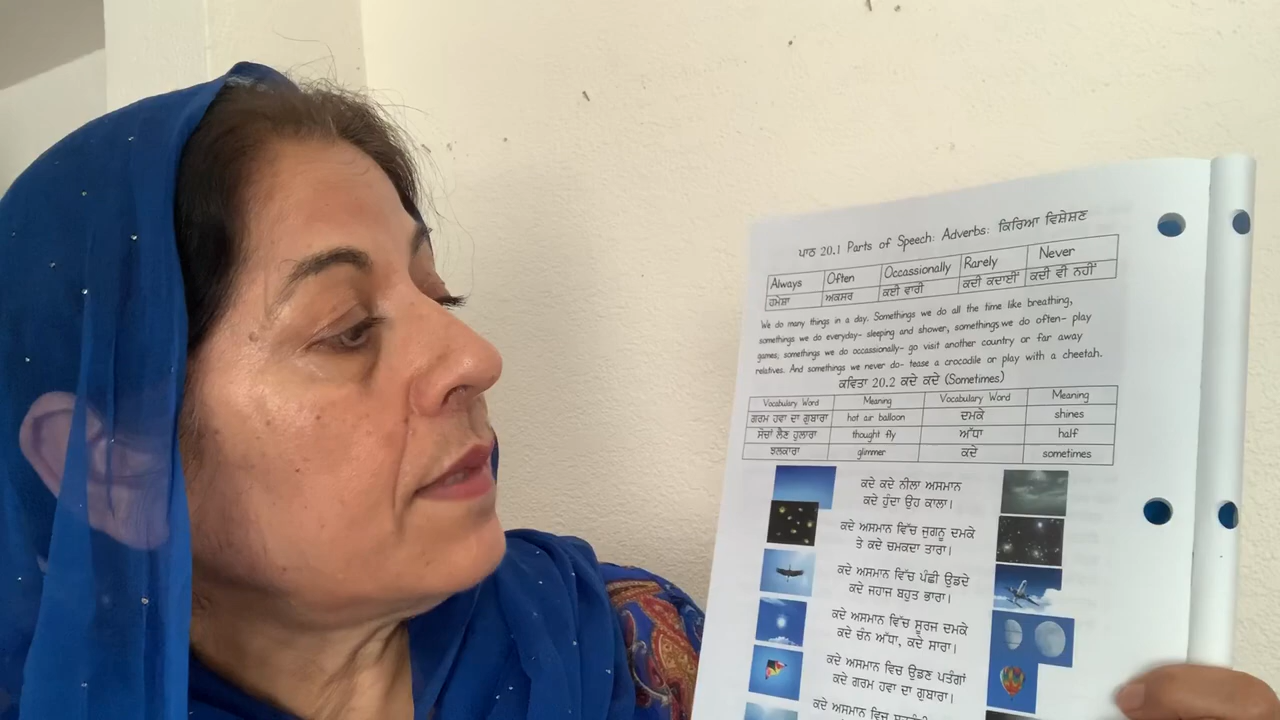 ਪਾਠ 20.1 Parts of Speech: Adverbs: ਕਿਰਿਆ ਵਿਸ਼ੇਸ਼ਣ
Always Often Occassionally Rarely Never
ਹਮੇਸ਼ਾ ਅਕਸਰ ਕਈ ਵਾਰੀ ਕਦੀ ਕਦਾਈਂ ਕਦੀ ਵੀ ਨਹੀਂ
We do many things in a day. Somethings we do all the time like breathing,
somethings we do everyday- sleeping and shower, somethings we do often- play
games; somethings we do occassionally- go visit another country or far away
relatives. And somethings we never do- tease a crocodile or play with a cheetah.
ਕਵਿਤਾ 20.2 ਕਦੇ ਕਦੇ (Sometimes)
Vocabulary Word Meaning Vocabulary Word Meaning
ਗਰਮ ਹਵਾ ਦਾ ਗੁਬਾਰਾ hot air balloon ਦਮਕੇ shines
ਸੋਚਾਂ ਲੈਣ ਹੁਲਾਰਾ thought fly ਅੱਧਾ half
ਝਲਕਾਰਾ glimmer ਕਦੇ sometimes
ਕਦੇ ਕਦੇ ਨੀਲਾ ਅਸਮਾਨ
ਕਦੇ ਹੁੰਦਾ ਉਹ ਕਾਲਾ।
ਕਦੇ ਅਸਮਾਨ ਵਿੱਚ ਜੁਗਨੂ ਦਮਕੇ
ਤੇ ਕਦੇ ਚਮਕਦਾ ਤਾਰਾ।
ਕਦੇ ਅਸਮਾਨ ਵਿੱਚ ਪੰਛੀ ਉਡਦੇ
ਕਦੇ ਜਹਾਜ ਬਹੁਤ ਭਾਰਾ।
ਕਦੇ ਅਸਮਾਨ ਵਿੱਚ ਸੂਰਜ ਦਮਕੇ
ਕਦੇ ਚੰਨ ਅੱਧਾ, ਕਦੇ ਸਾਰਾ।
ਕਦੇ ਅਸਮਾਨ ਵਿਚ ਉਡਣ ਪਤੰਗਾਂ
ਕਦੇ ਗਰਮ ਹਵਾ ਦਾ ਗੁਬਾਰਾ।
ਕਦੇ ਅਸਮਾਨ ਵਿਚ